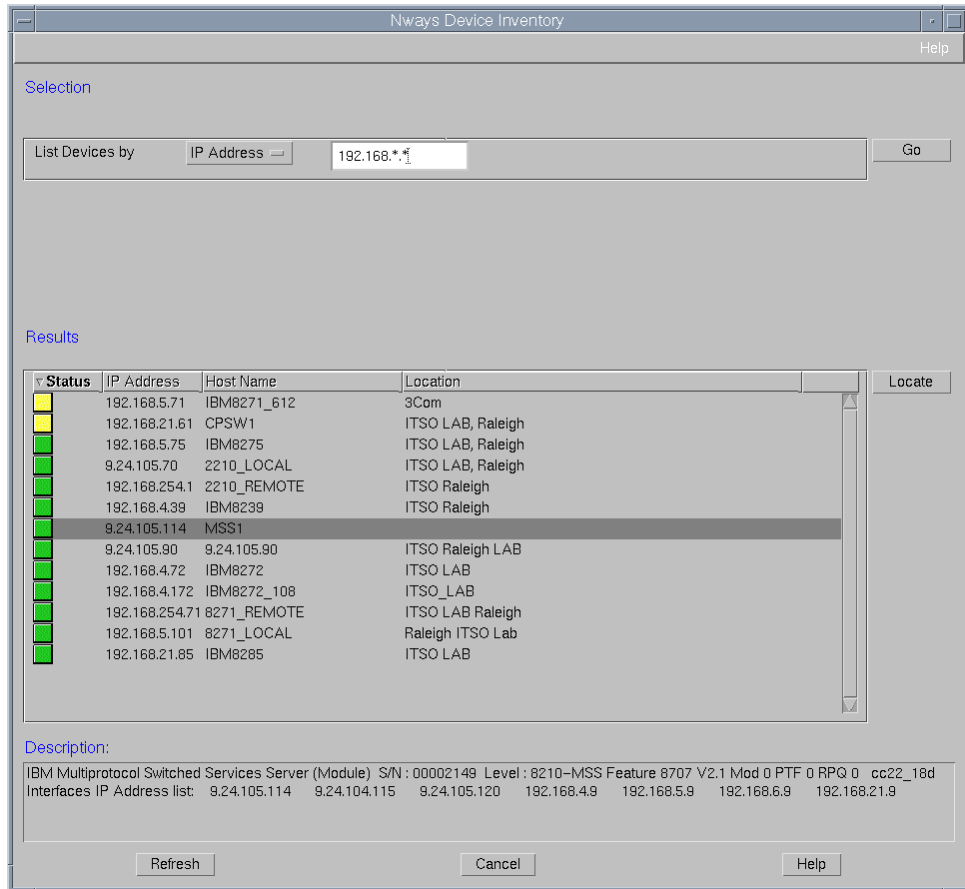 Nways Device Inventory
Help
Selection
List Devices by IP Address 192.168.*.* Go
Results
Status IP Address Host Name Location Locate
192.168.5.71 IBM8271_612 3Com
192.168.21.61 CPSW1 ITSO LAB, Raleigh
192.168.5.75 IBM8275 ITSO LAB, Raleigh
9.24.105.70 2210_LOCAL ITSO LAB, Raleigh
192.168.254.1 2210_REMOTE ITSO Raleigh
192.168.4.39 IBM8239 ITSO Raleigh
9.24.105.114 MSS1
9.24.105.90 9.24.105.90 ITSO Raleigh LAB
192.168.4.72 IBM8272 ITSO LAB
192.168.4.172 IBM8272_108 ITSO_LAB
192.168.254.71 8271_REMOTE ITSO LAB Raleigh
192.168.5.101 8271_LOCAL Raleigh ITSO Lab
192.168.21.85 IBM8285 ITSO LAB
Description:
IBM Multiprotocol Switched Services Server (Module) S/N : 00002149 Level : 8210-MSS Feature 8707 V2.1 Mod 0 PTF 0 RPQ 0 cc22_18d
Interfaces IP Address list: 9.24.105.114 9.24.104.115 9.24.105.120 192.168.4.9 192.168.5.9 192.168.6.9 192.168.21.9
Refresh Cancel Help